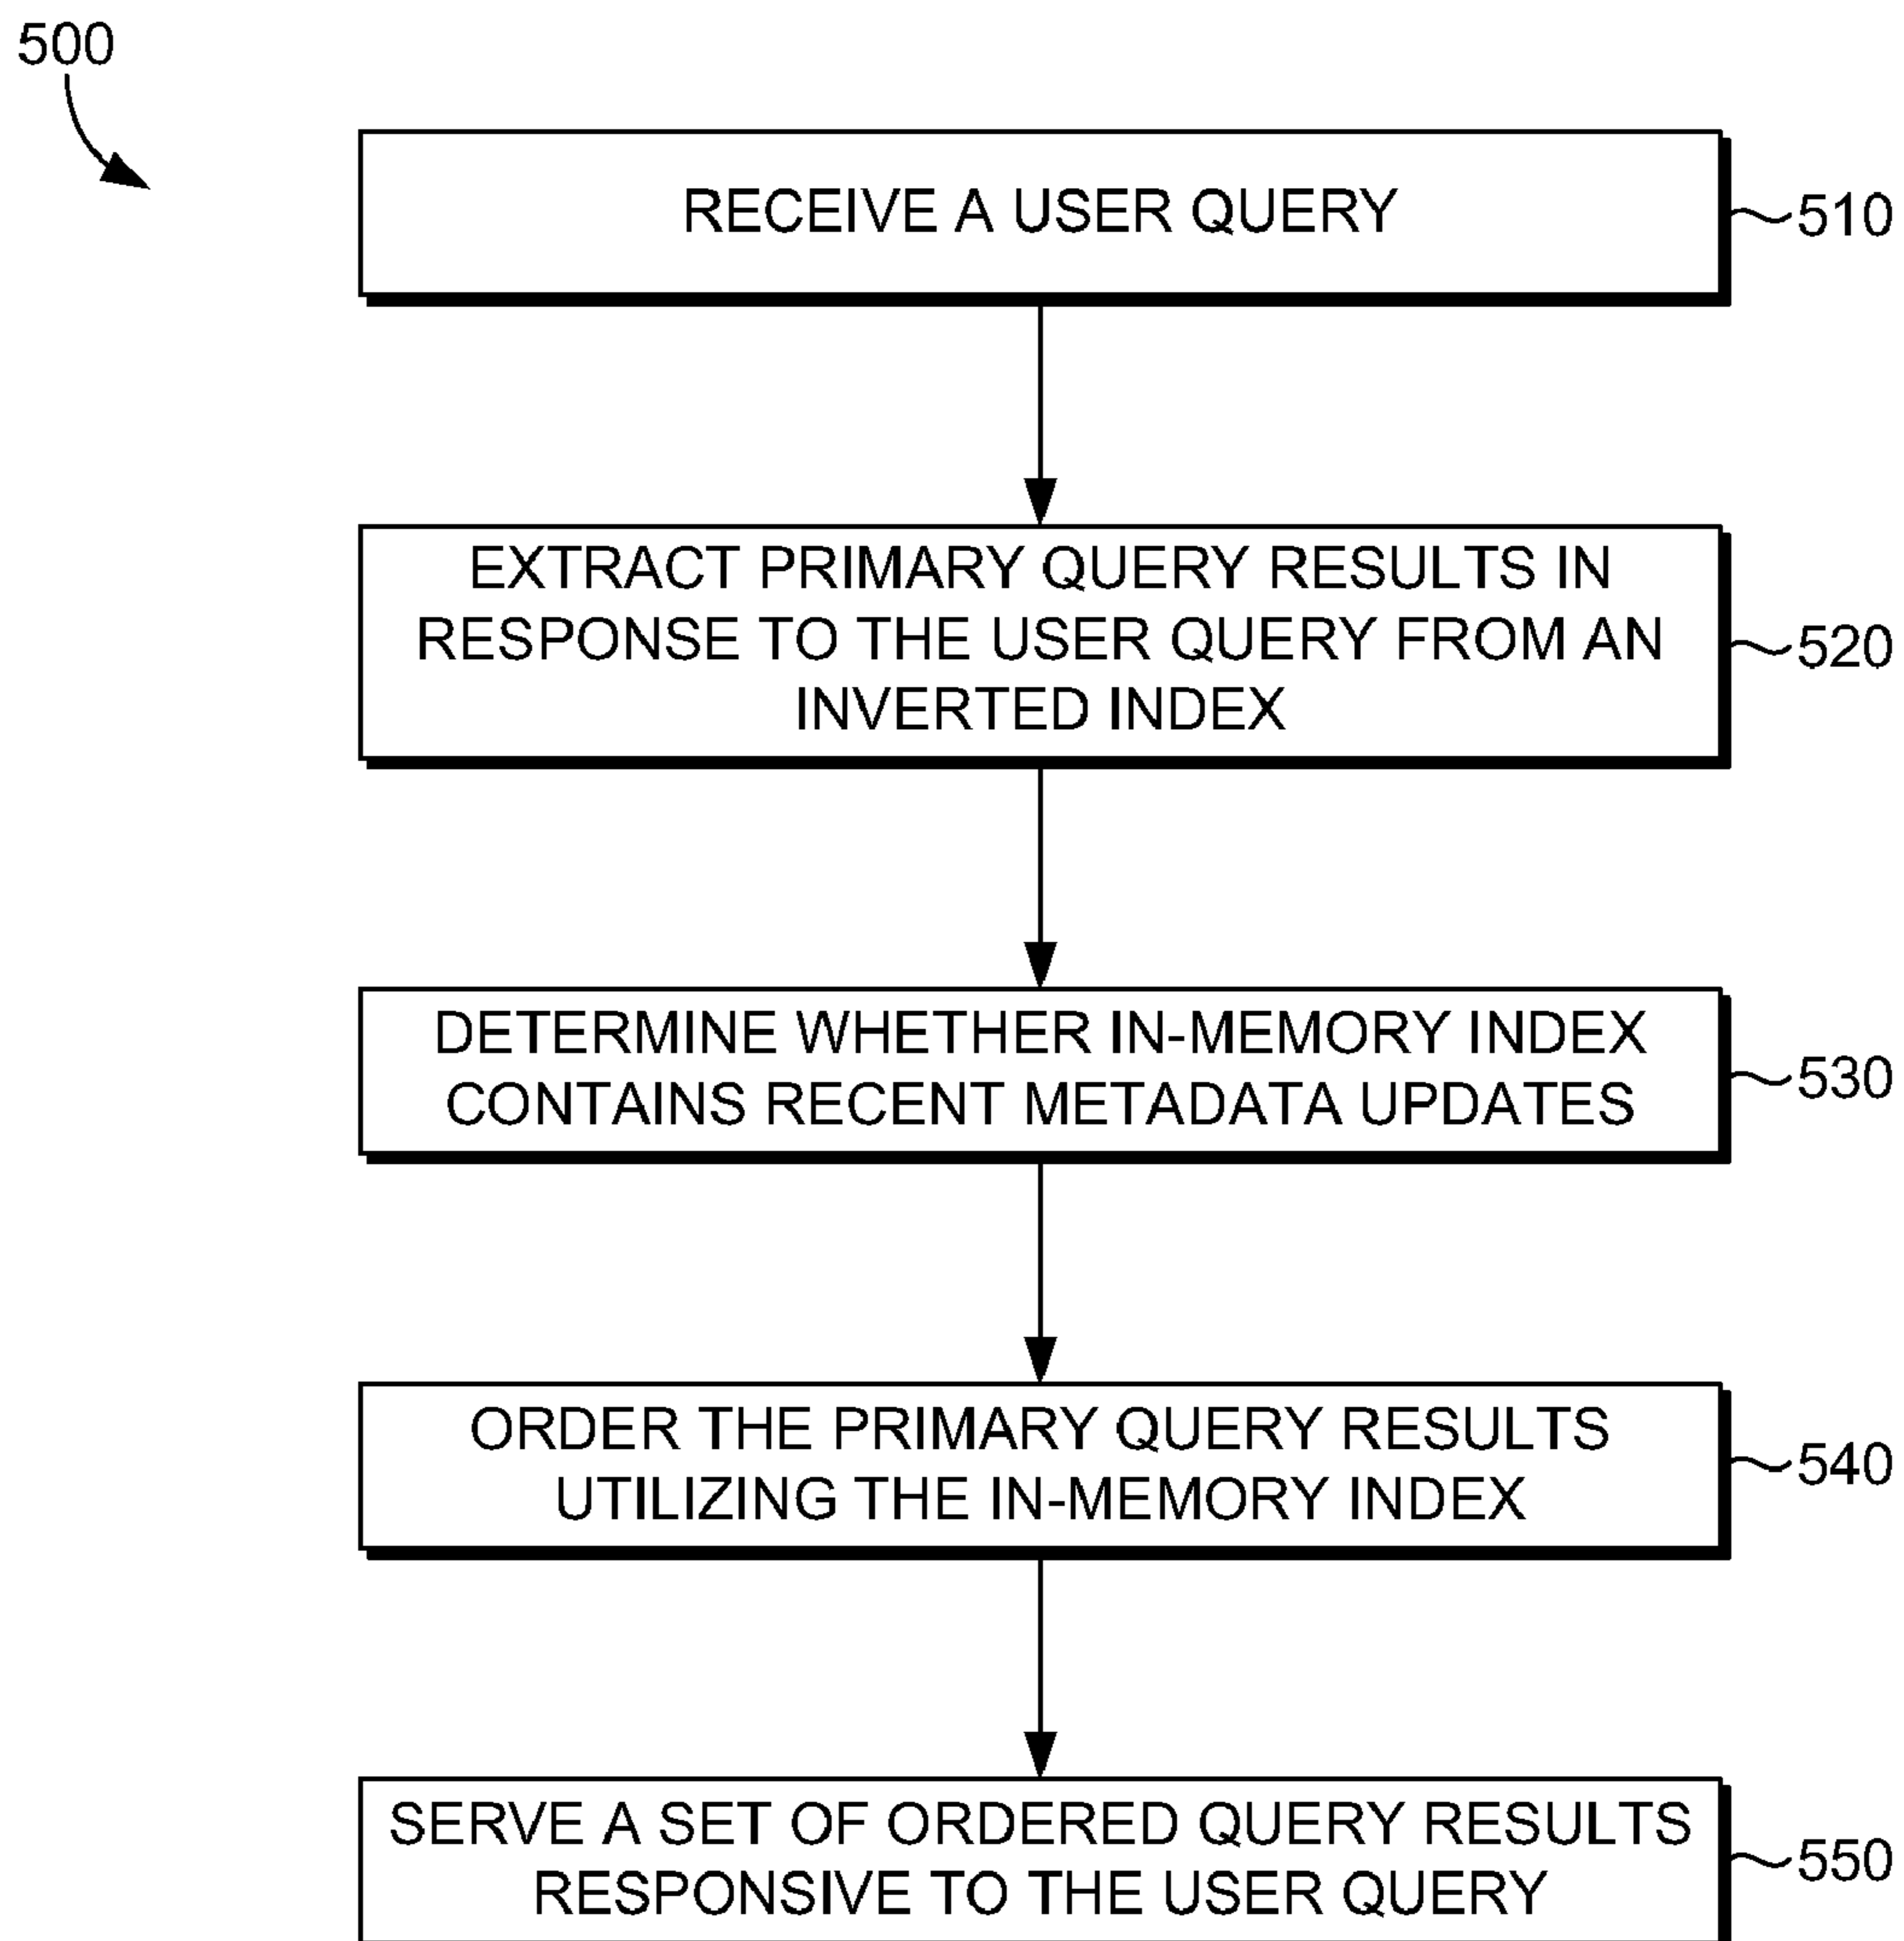 500
RECEIVE A USER QUERY
510
EXTRACT PRIMARY QUERY RESULTS IN
RESPONSE TO THE USER QUERY FROM AN
INVERTED INDEX
520
DETERMINE WHETHER IN-MEMORY INDEX
CONTAINS RECENT METADATA UPDATES
530
ORDER THE PRIMARY QUERY RESULTS
UTILIZING THE IN-MEMORY INDEX
540
SERVE A SET OF ORDERED QUERY RESULTS
RESPONSIVE TO THE USER QUERY
550